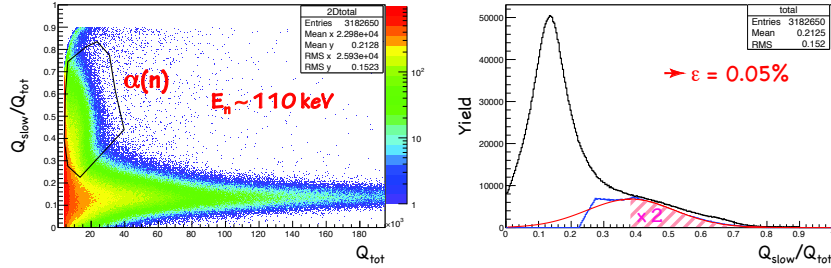 2Dtotal
Entries 3182650
Mean x 2.298e+04
Mean y 0.2128
RMS x 2.593e+04
RMS y 0.1523
α(n)
E_n ~ 110 keV
Q_slow/Q_tot
1
0.9
0.8
0.7
0.6
0.5
0.4
0.3
0.2
0.1
0
20 40 60 80 100 120 140 160 180
×10³
Q_tot
10²
10
1
total
Entries 3182650
Mean 0.2125
RMS 0.152
→ ε = 0.05%
Yield
50000
40000
30000
20000
10000
0
× 2
0 0.1 0.2 0.3 0.4 0.5 0.6 0.7 0.8 0.9 1
Q_slow/Q_tot